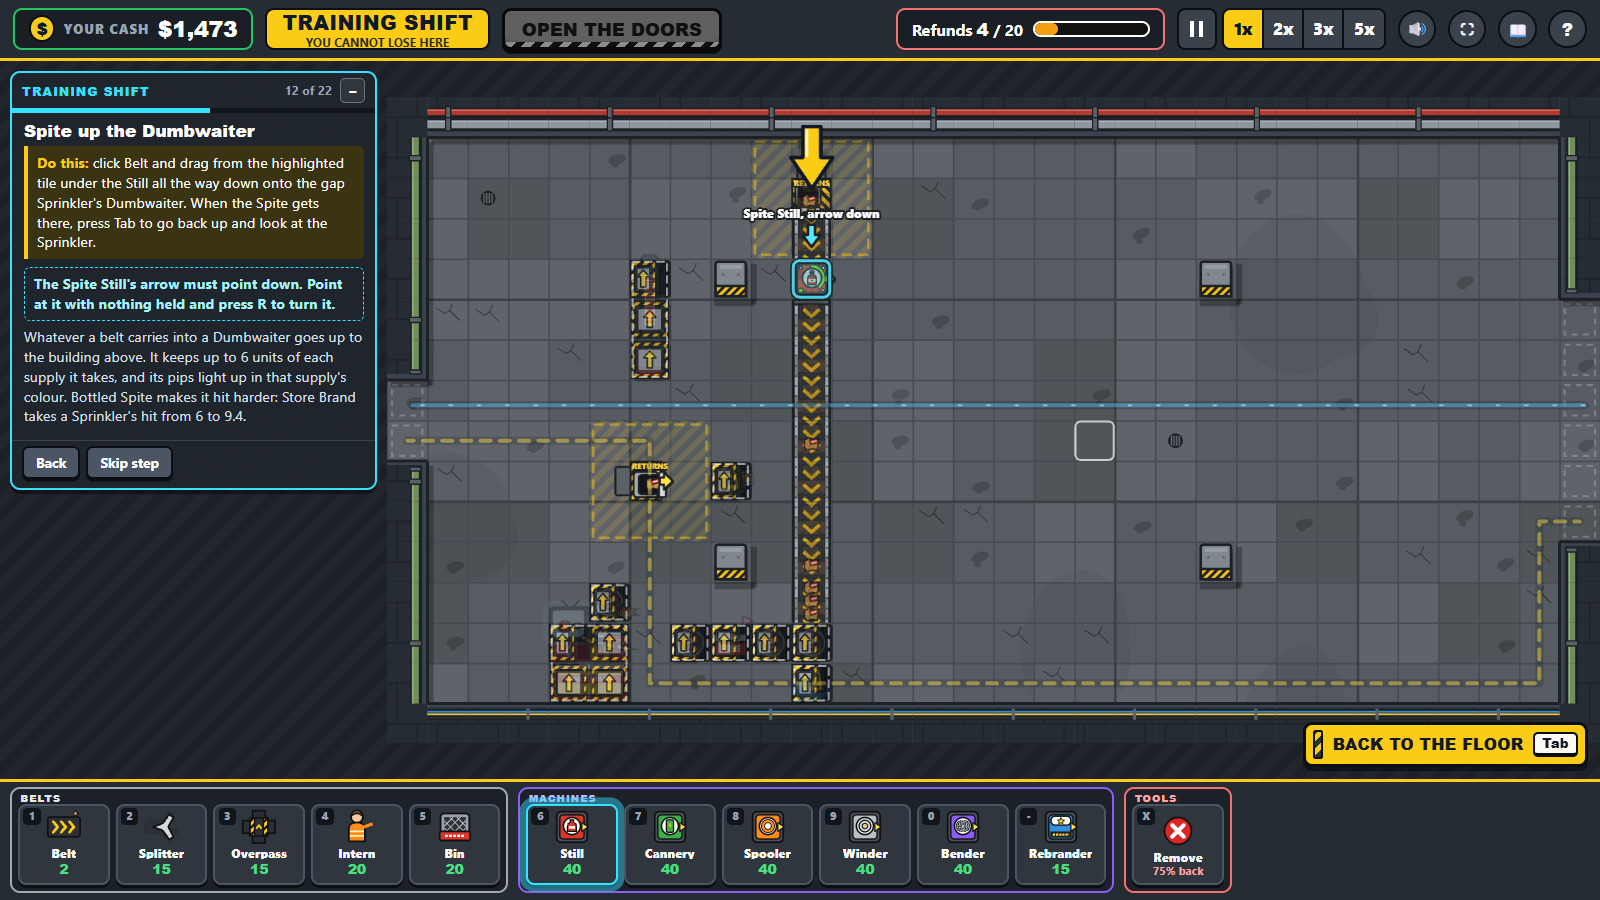 $ YOUR CASH $1,473
TRAINING SHIFT
YOU CANNOT LOSE HERE
OPEN THE DOORS
Refunds 4 / 20
1x 2x 3x 5x ?
TRAINING SHIFT 12 of 22
Spite up the Dumbwaiter
Do this: click Belt and drag from the highlighted
tile under the Still all the way down onto the gap
Sprinkler's Dumbwaiter. When the Spite gets
there, press Tab to go back up and look at the
Sprinkler.
The Spite Still's arrow must point down. Point
at it with nothing held and press R to turn it.
Whatever a belt carries into a Dumbwaiter goes up to
the building above. It keeps up to 6 units of each
supply it takes, and its pips light up in that supply's
colour. Bottled Spite makes it hit harder: Store Brand
takes a Sprinkler's hit from 6 to 9.4.
Back Skip step
RETURNS
Spite Still, arrow down
RETURNS
BACK TO THE FLOOR Tab
BELTS
1 Belt 2
2 Splitter 15
3 Overpass 15
4 Intern 20
5 Bin 20
MACHINES
6 Still 40
7 Cannery 40
8 Spooler 40
9 Winder 40
0 Bender 40
- Rebrander 15
TOOLS
X Remove 75% back